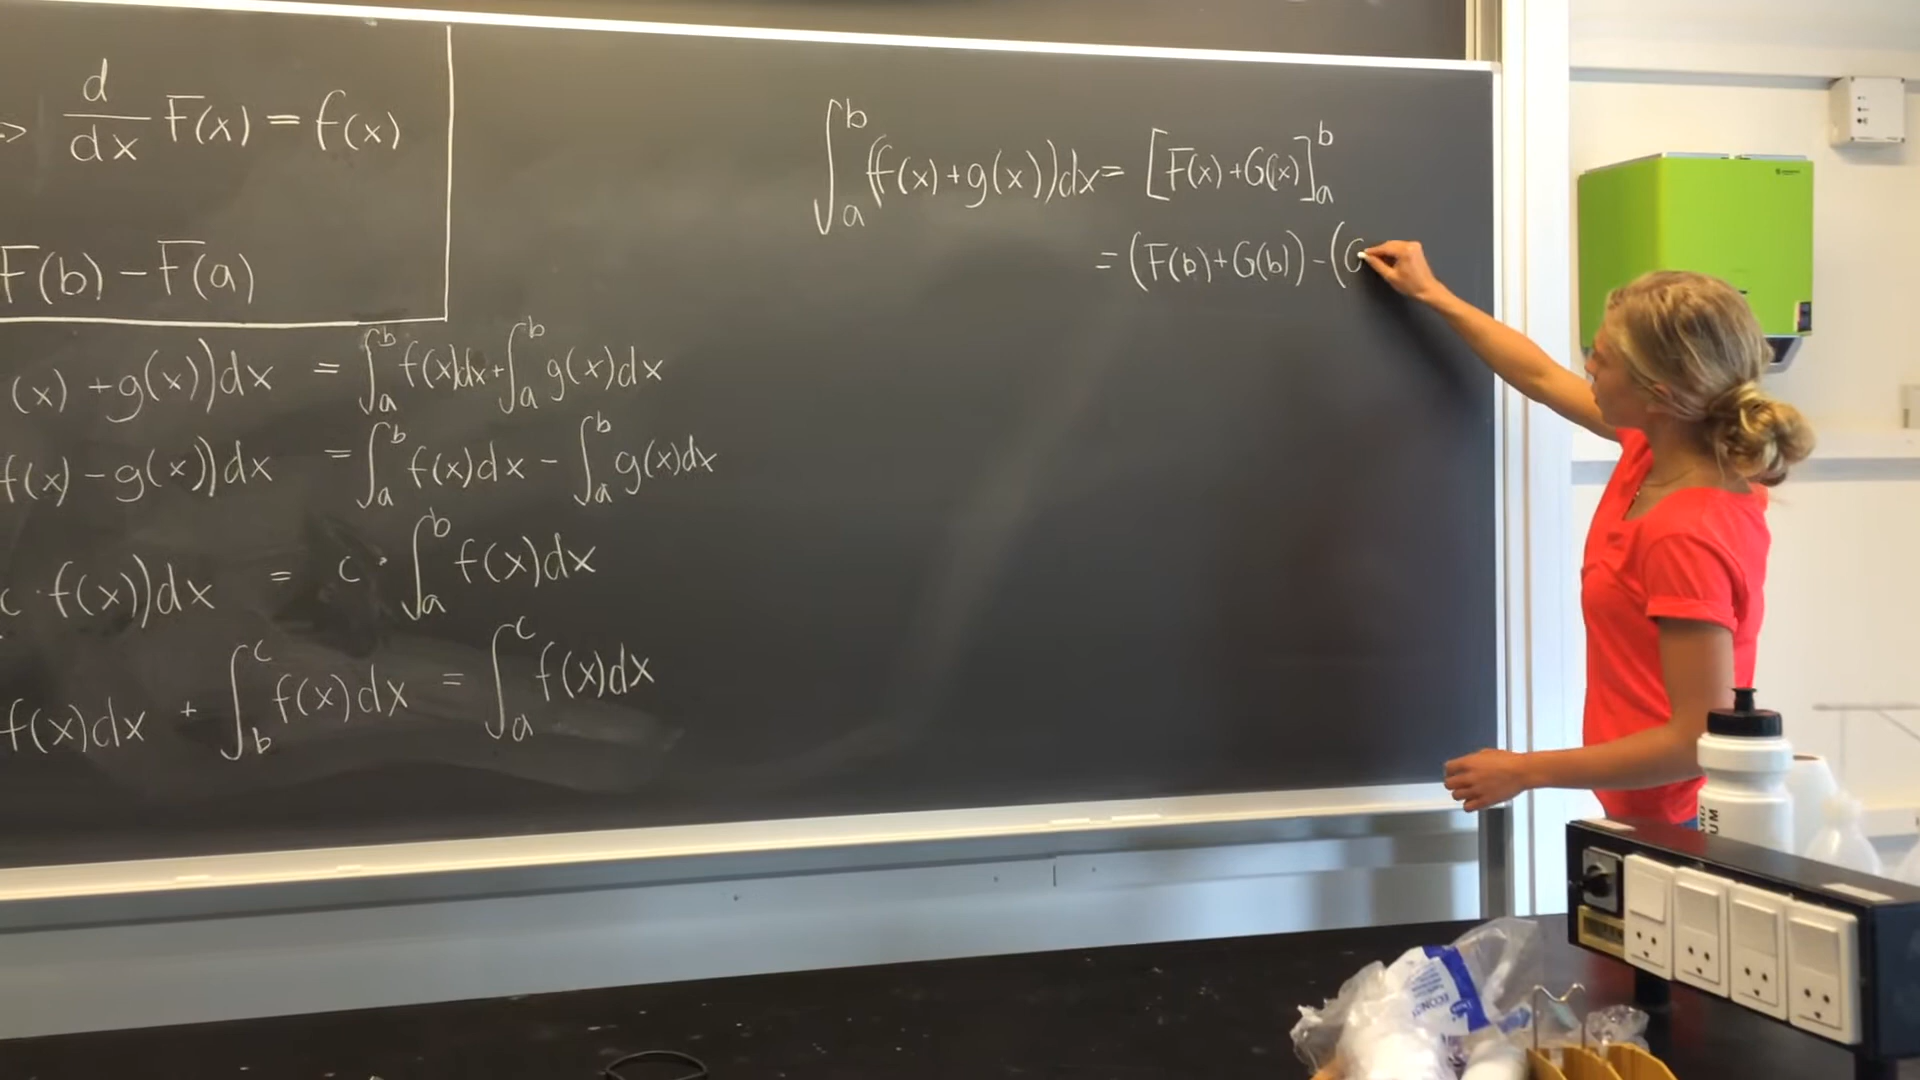 => d/dx F(x) = f(x)
F(b) - F(a)
(x) + g(x))dx = ∫_a^b f(x)dx + ∫_a^b g(x)dx
f(x) - g(x))dx = ∫_a^b f(x)dx - ∫_a^b g(x)dx
c · f(x))dx = c · ∫_a^b f(x)dx
f(x)dx + ∫_b^c f(x)dx = ∫_a^c f(x)dx
∫_a^b (f(x) + g(x))dx = [F(x) + G(x)]_a^b
= (F(b) + G(b)) - (G